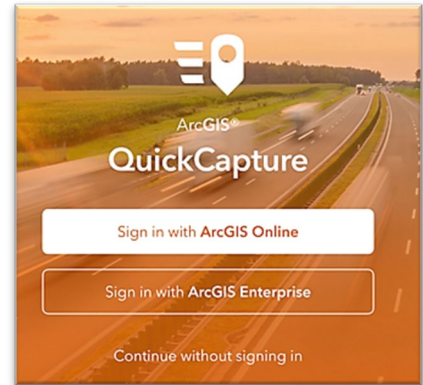 ArcGIS®
QuickCapture
Sign in with ArcGIS Online
Sign in with ArcGIS Enterprise
Continue without signing in